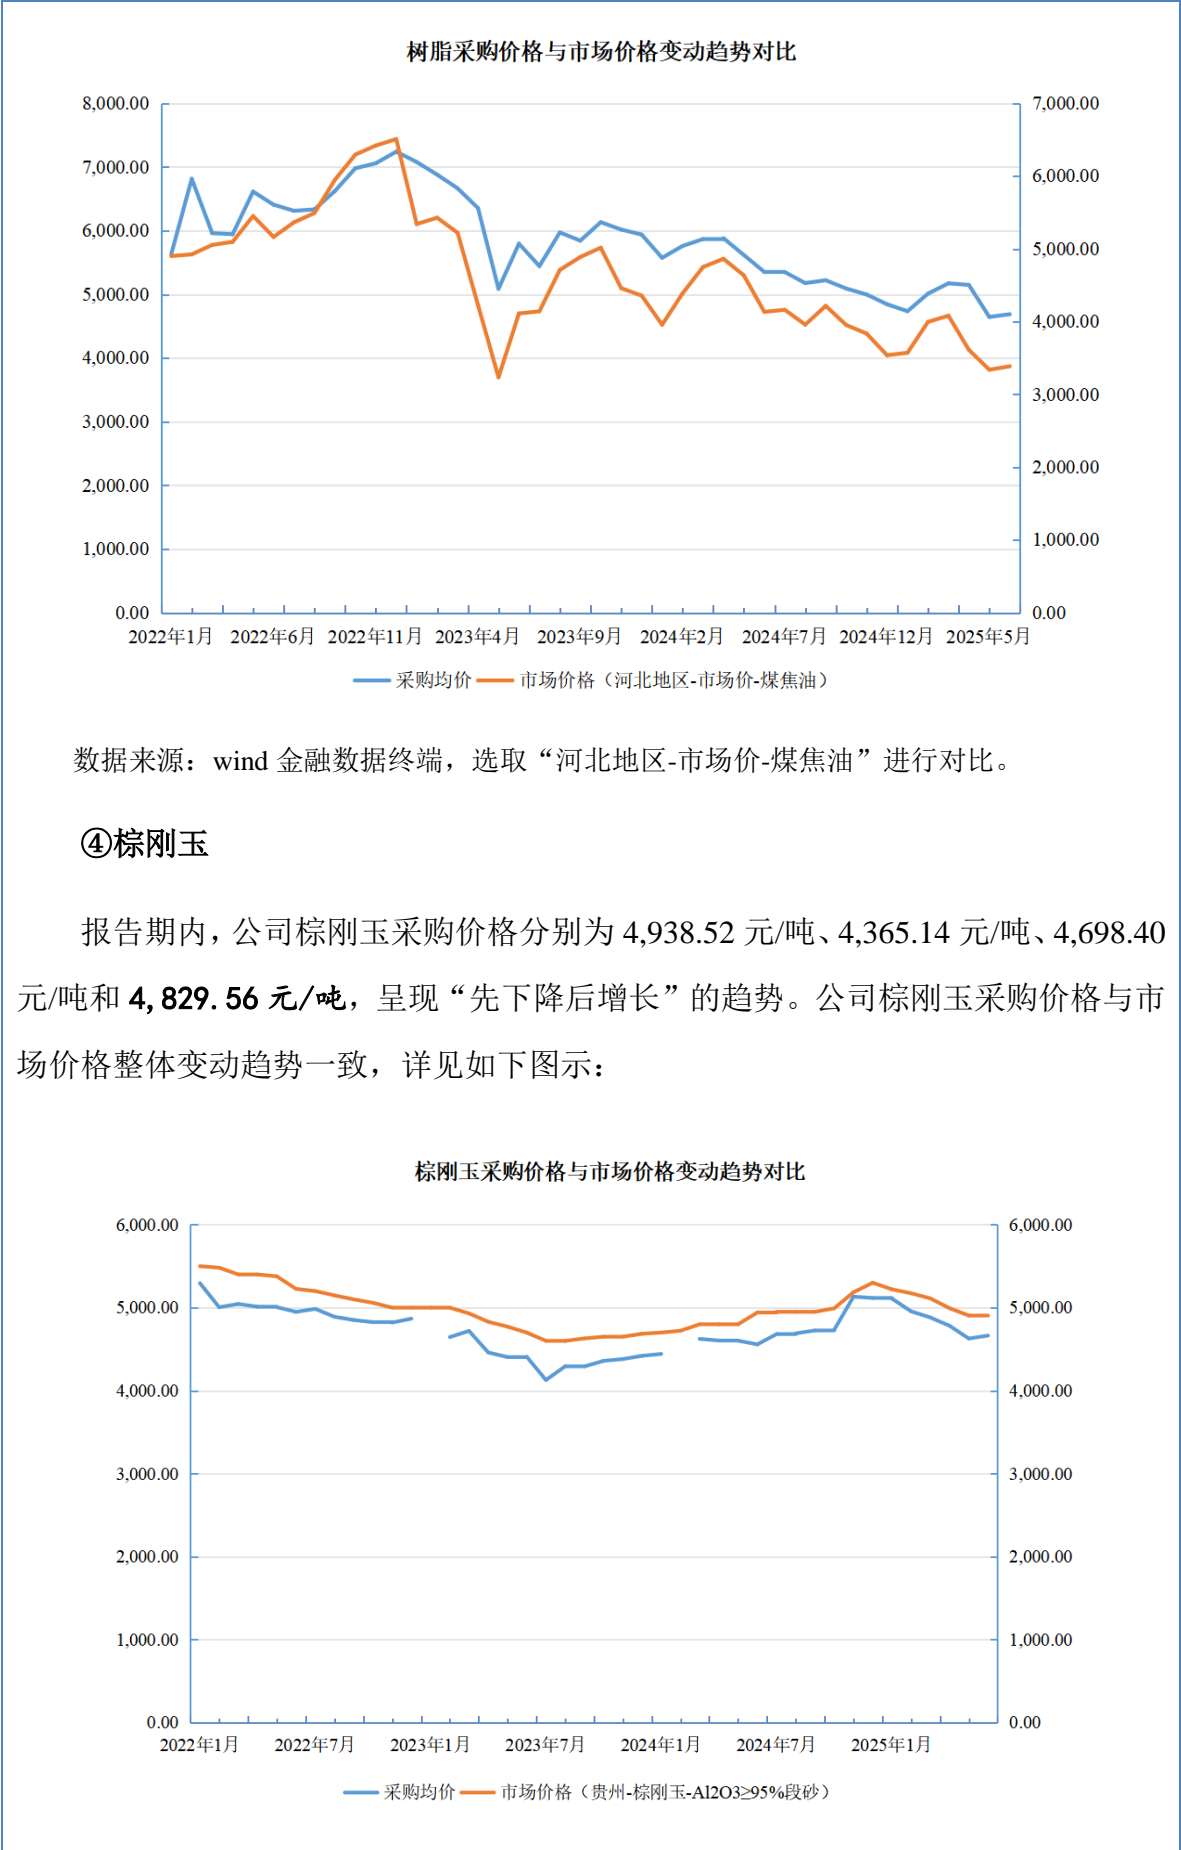 树脂采购价格与市场价格变动趋势对比
8,000.00
7,000.00
6,000.00
5,000.00
4,000.00
3,000.00
2,000.00
1,000.00
0.00
7,000.00
6,000.00
5,000.00
4,000.00
3,000.00
2,000.00
1,000.00
0.00
2022年1月 2022年6月 2022年11月 2023年4月 2023年9月 2024年2月 2024年7月 2024年12月 2025年5月
采购均价 市场价格（河北地区-市场价-煤焦油）
数据来源：wind 金融数据终端，选取“河北地区-市场价-煤焦油”进行对比。
④棕刚玉
报告期内，公司棕刚玉采购价格分别为 4,938.52 元/吨、4,365.14 元/吨、4,698.40
元/吨和 4,829.56 元/吨，呈现“先下降后增长”的趋势。公司棕刚玉采购价格与市
场价格整体变动趋势一致，详见如下图示：
棕刚玉采购价格与市场价格变动趋势对比
6,000.00
5,000.00
4,000.00
3,000.00
2,000.00
1,000.00
0.00
6,000.00
5,000.00
4,000.00
3,000.00
2,000.00
1,000.00
0.00
2022年1月 2022年7月 2023年1月 2023年7月 2024年1月 2024年7月 2025年1月
采购均价 市场价格（贵州-棕刚玉-Al2O3≥95%段砂）